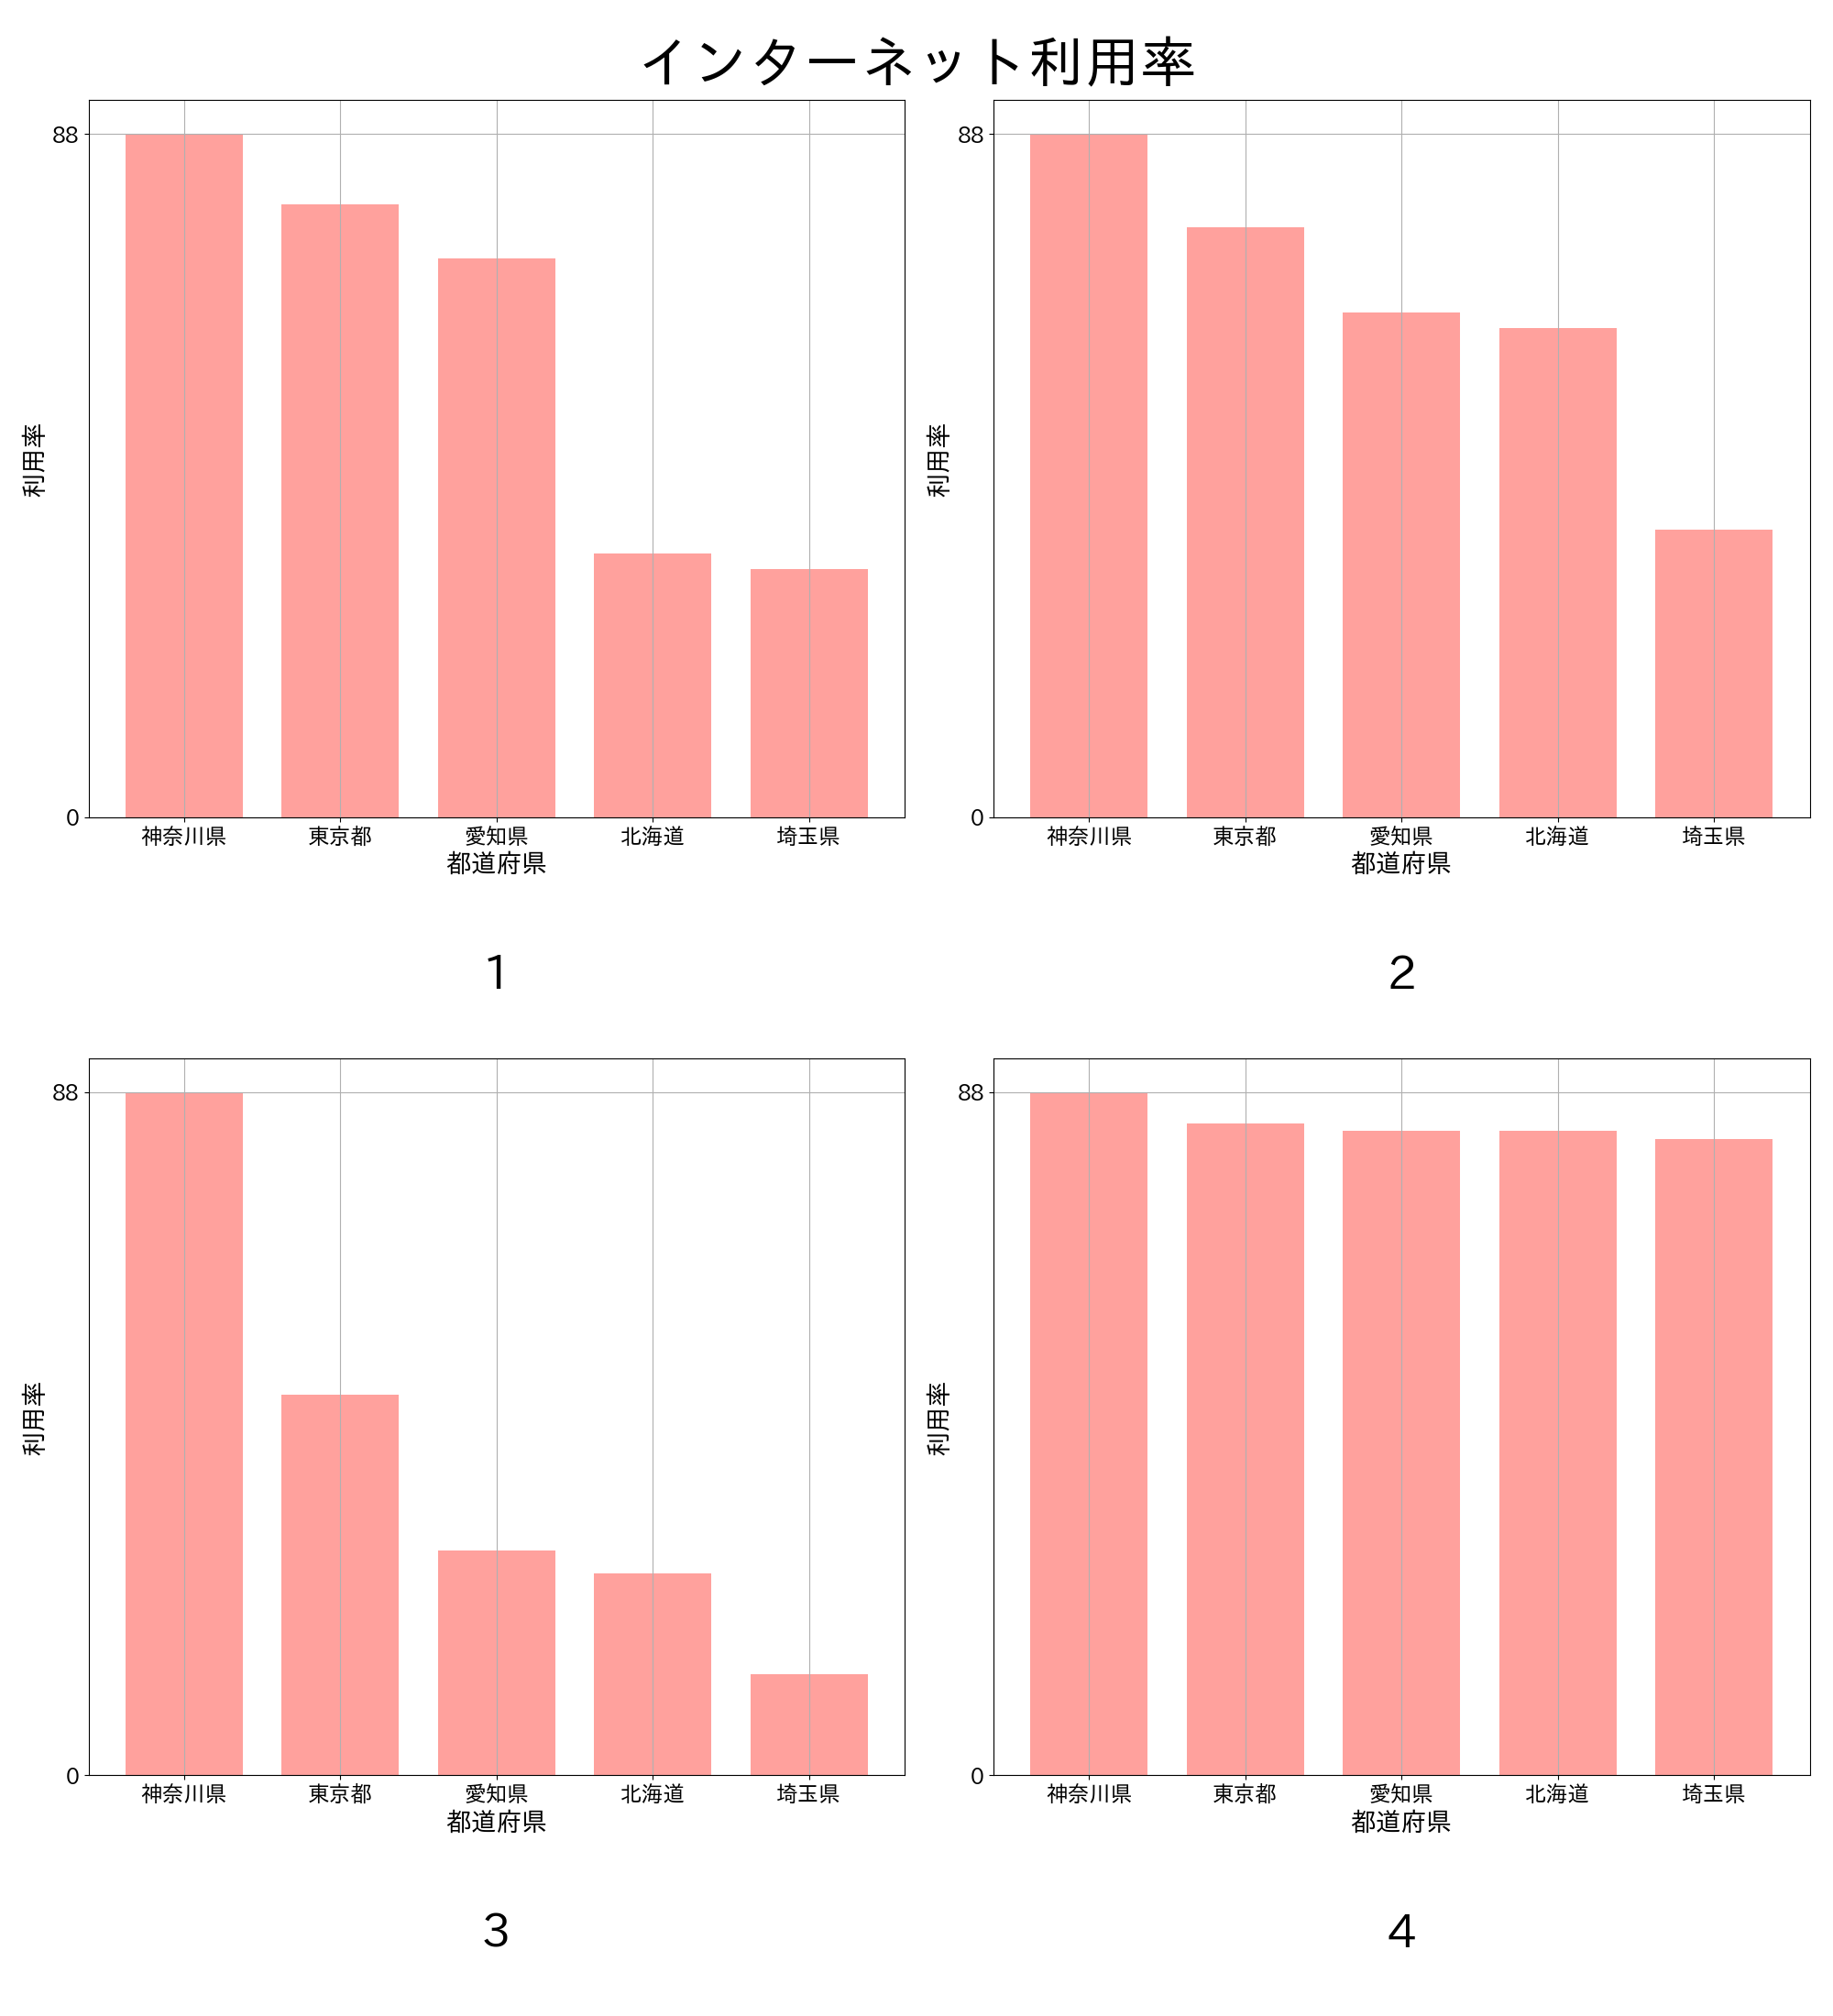 インターネット利用率
88
0
利用率
神奈川県 東京都 愛知県 北海道 埼玉県
都道府県
1
88
0
利用率
神奈川県 東京都 愛知県 北海道 埼玉県
都道府県
2
88
0
利用率
神奈川県 東京都 愛知県 北海道 埼玉県
都道府県
3
88
0
利用率
神奈川県 東京都 愛知県 北海道 埼玉県
都道府県
4